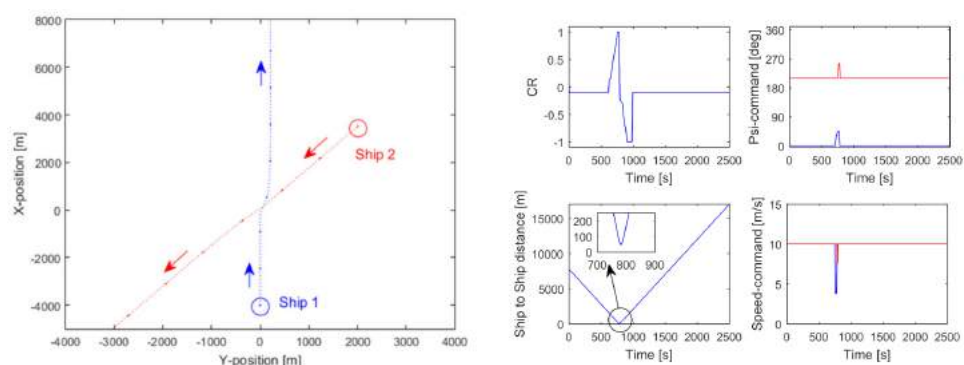 8000
6000
4000
2000
0
-2000
-4000
X-position [m]
Ship 2
Ship 1
-4000 -3000 -2000 -1000 0 1000 2000 3000 4000
Y-position [m]
1
0.5
0
-0.5
-1
CR
0 500 1000 1500 2000 2500
Time [s]
360
270
180
90
0
Psi-command [deg]
0 500 1000 1500 2000 2500
Time [s]
15000
10000
5000
0
Ship to Ship distance [m]
200
100
0
700 800 900
0 500 1000 1500 2000 2500
Time [s]
15
10
5
0
Speed-command [m/s]
0 500 1000 1500 2000 2500
Time [s]